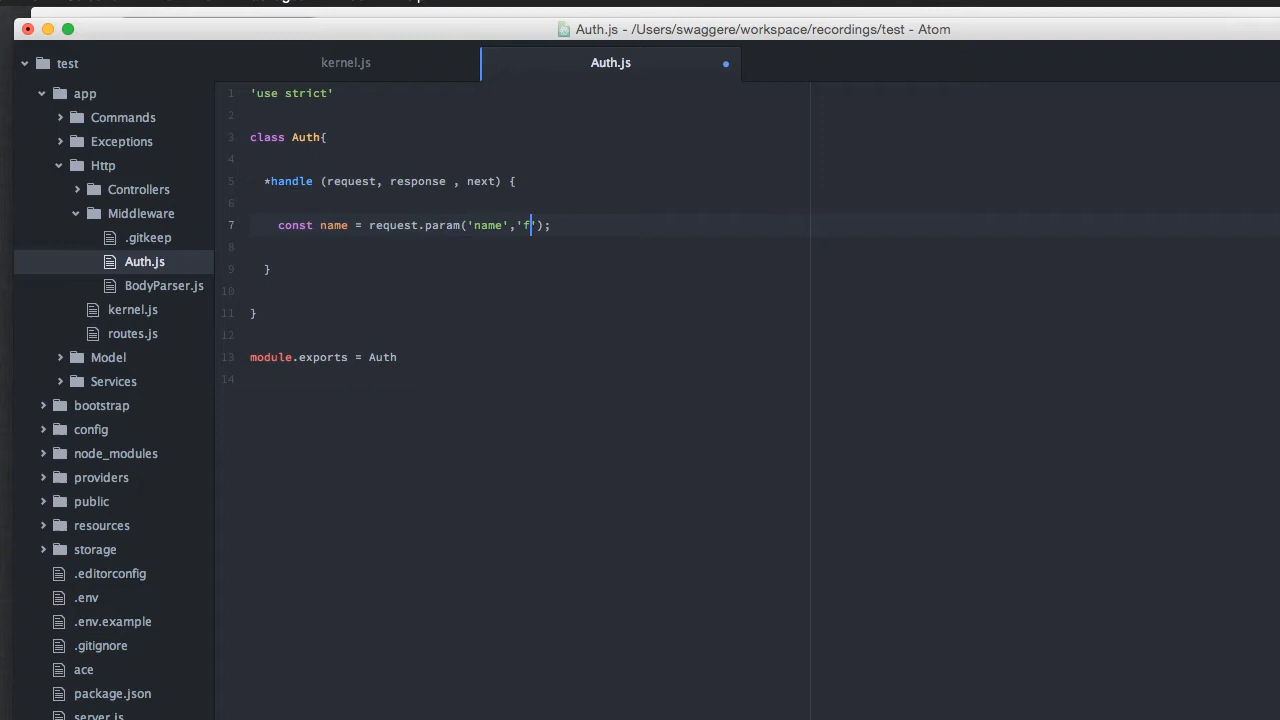 Auth.js - /Users/swaggere/workspace/recordings/test - Atom
test
kernel.js
Auth.js
app
Commands
Exceptions
Http
Controllers
Middleware
.gitkeep
Auth.js
BodyParser.js
kernel.js
routes.js
Model
Services
bootstrap
config
node_modules
providers
public
resources
storage
.editorconfig
.env
.env.example
.gitignore
ace
package.json
server.js
1 'use strict'
2
3 class Auth{
4
5 *handle (request, response , next) {
6
7 const name = request.param('name','f');
8
9 }
10
11 }
12
13 module.exports = Auth
14